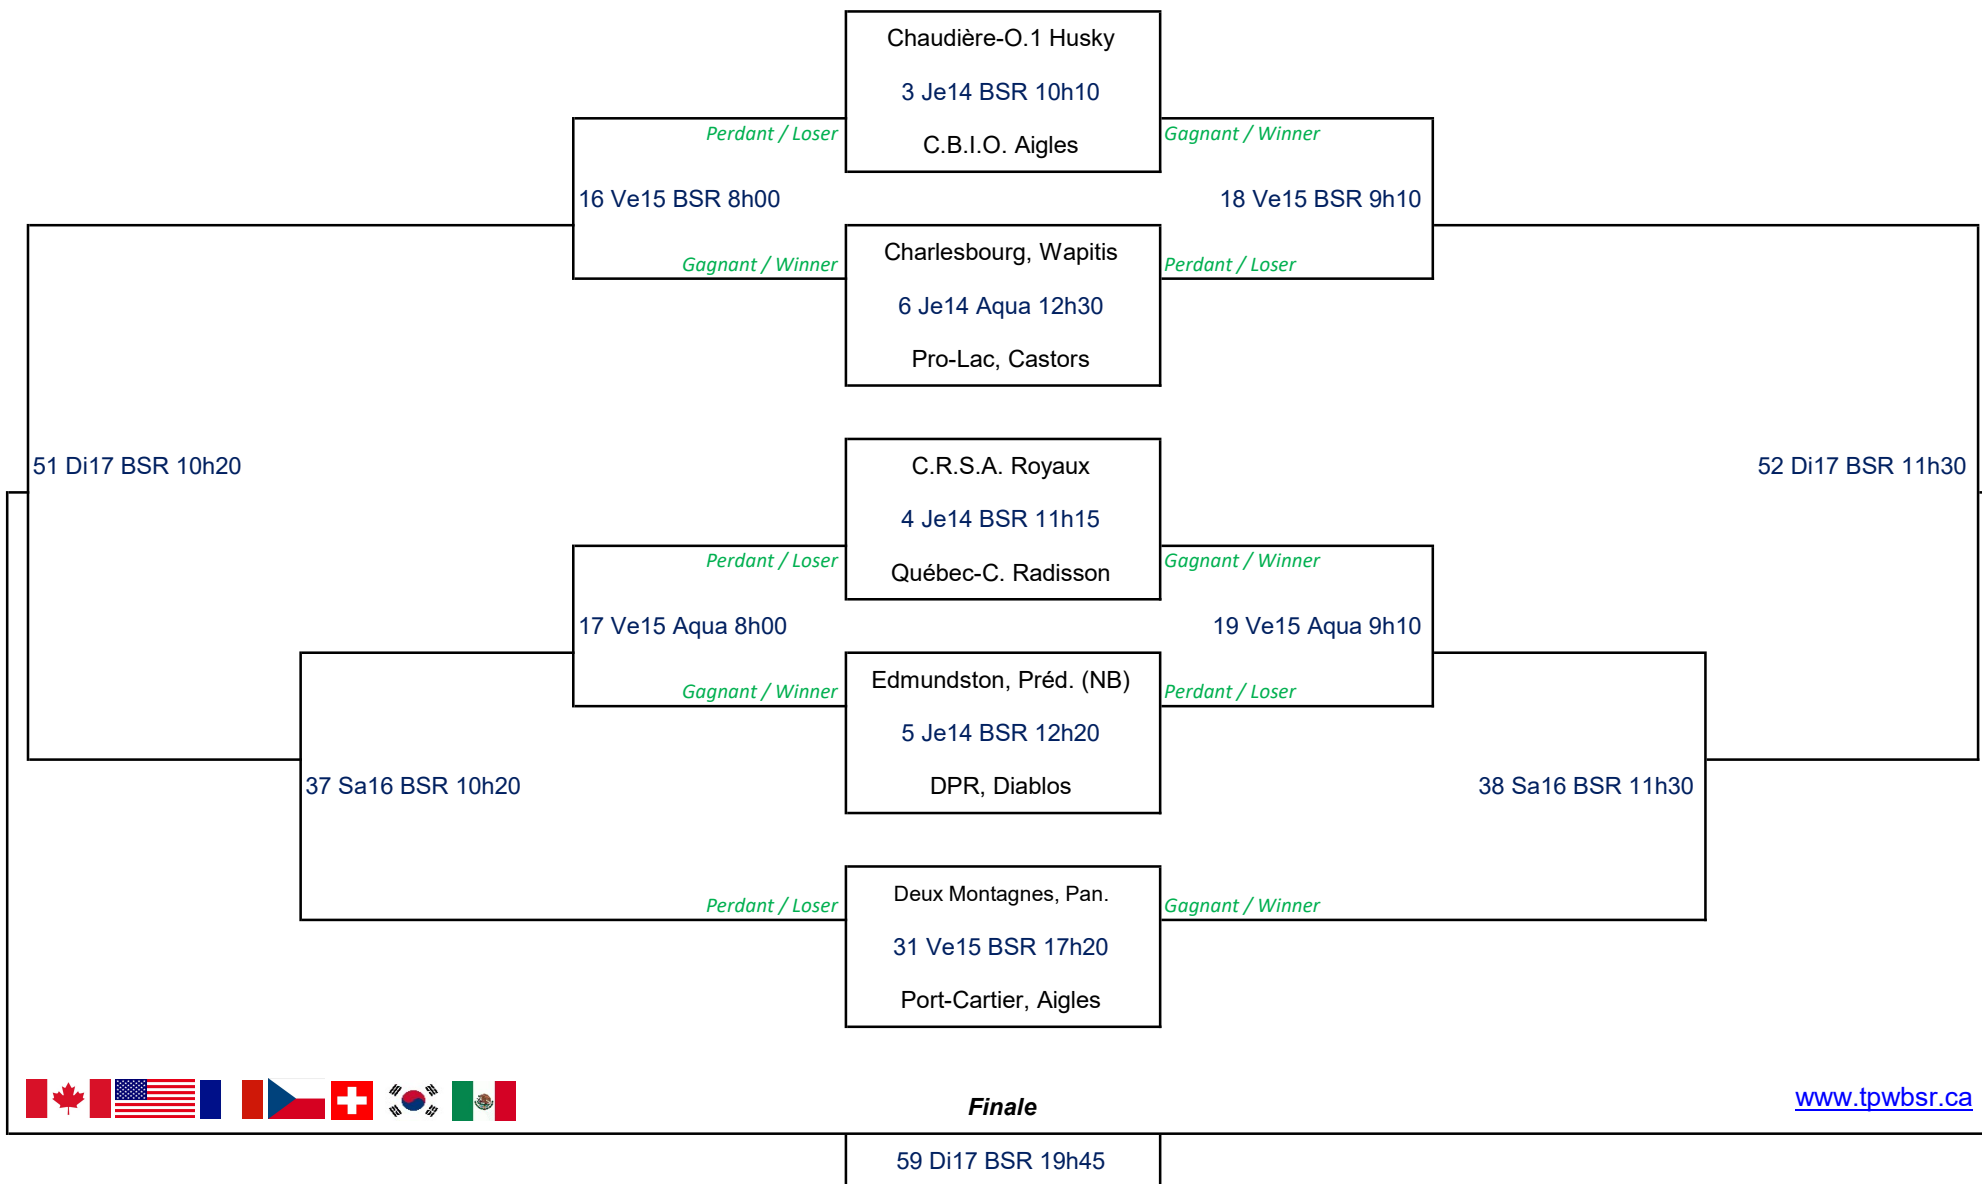 Chaudière-O.1 Husky
3 Je14 BSR 10h10
Perdant / Loser
Gagnant / Winner
C.B.I.O. Aigles
16 Ve15 BSR 8h00
18 Ve15 BSR 9h10
Charlesbourg, Wapitis
Gagnant / Winner
Perdant / Loser
6 Je14 Aqua 12h30
Pro-Lac, Castors
51 Di17 BSR 10h20
C.R.S.A. Royaux
52 Di17 BSR 11h30
4 Je14 BSR 11h15
Perdant / Loser
Gagnant / Winner
Québec-C. Radisson
17 Ve15 Aqua 8h00
19 Ve15 Aqua 9h10
Edmundston, Préd. (NB)
Gagnant / Winner
Perdant / Loser
5 Je14 BSR 12h20
37 Sa16 BSR 10h20
DPR, Diablos
38 Sa16 BSR 11h30
Deux Montagnes, Pan.
Perdant / Loser
Gagnant / Winner
31 Ve15 BSR 17h20
Port-Cartier, Aigles
Finale
www.tpwbsr.ca
59 Di17 BSR 19h45